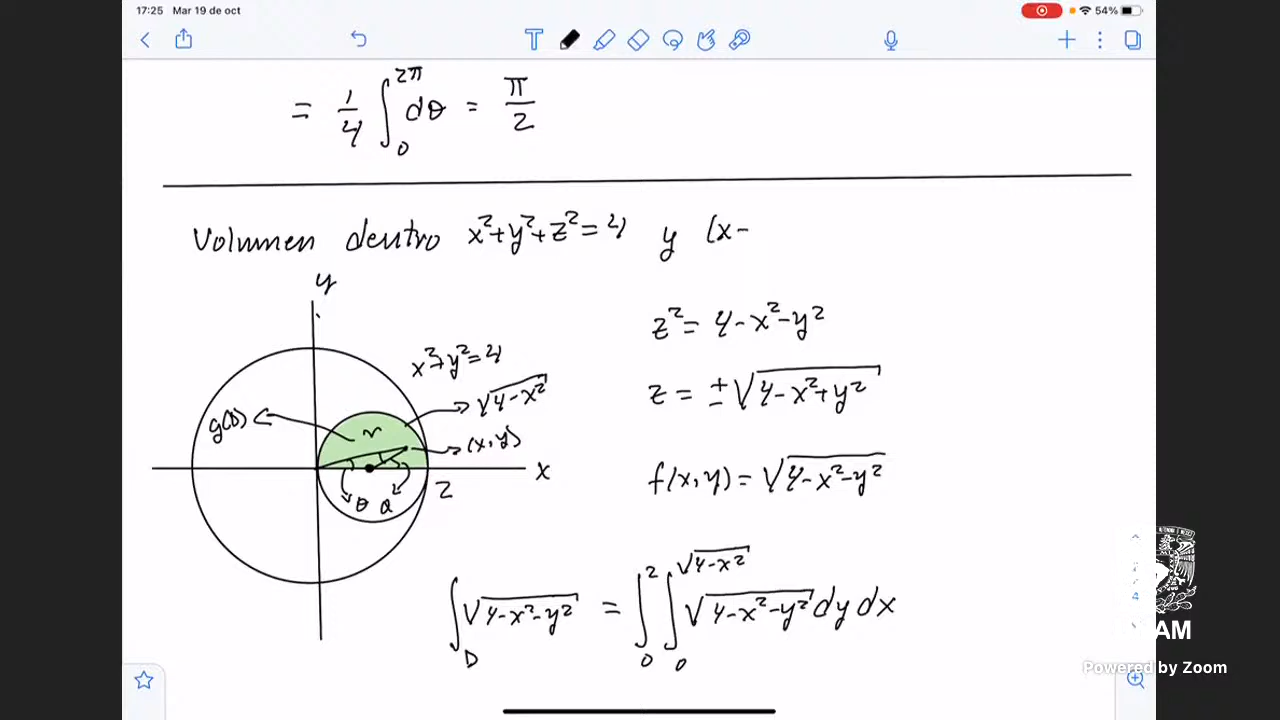 17:25 Mar 19 de oct 54%
= 1/4 ∫₀^{2π} dθ = π/2
Volumen dentro x²+y²+z²=4 y (x-
y
z² = 4-x²-y²
x²+y²=4
√(4-x²)
z = ±√(4-x²+y²)
g(θ)
r
(x,y)
x
f(x,y) = √(4-x²-y²)
θ
α
2
∫_D √(4-x²-y²) = ∫₀² ∫₀^{√(4-x²)} √(4-x²-y²) dy dx
Powered by Zoom